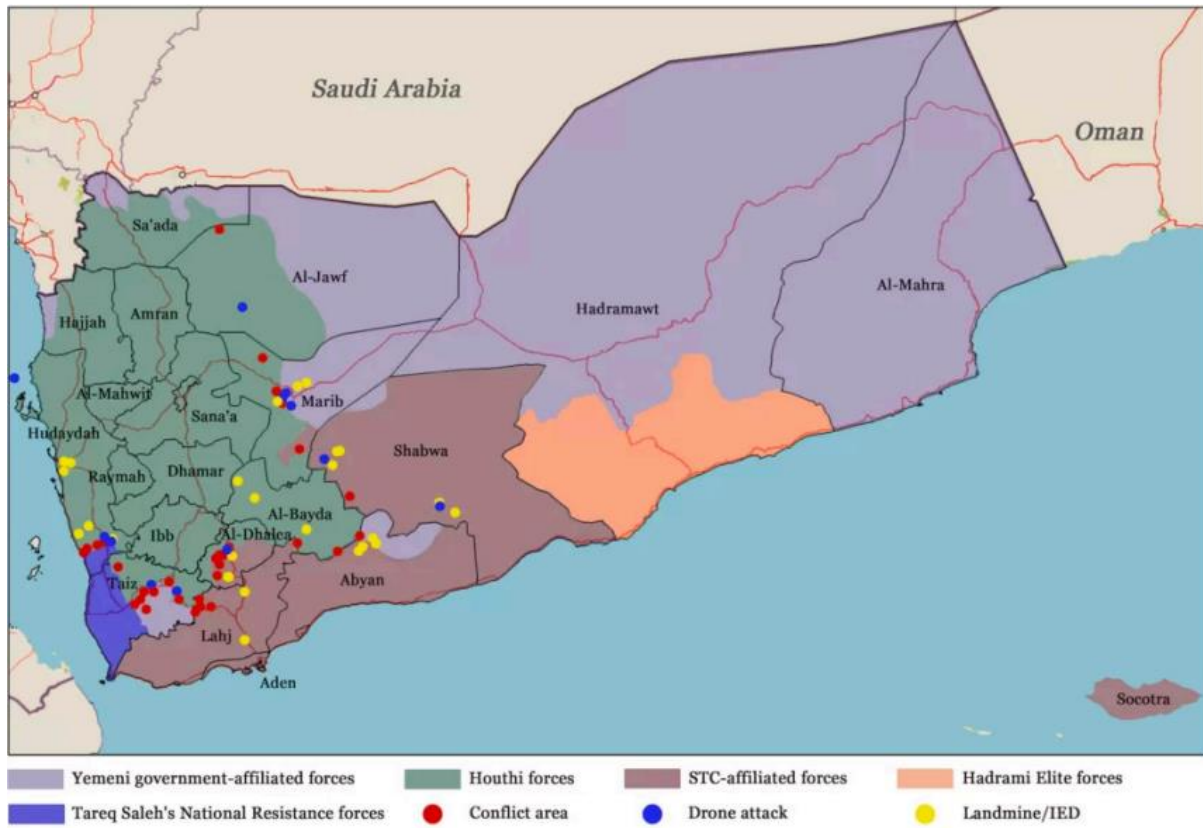 Saudi Arabia
Oman
Sa'ada
Al-Jawf
Hadramawt
Al-Mahra
Hajjah
Amran
Al-Mahwit
Marib
Sana'a
Hudaydah
Shabwa
Raymah
Dhamar
Al-Bayda
Ibb
Al-Dhalea
Taiz
Abyan
Lahj
Aden
Socotra
Yemeni government-affiliated forces
Houthi forces
STC-affiliated forces
Hadrami Elite forces
Tareq Saleh's National Resistance forces
Conflict area
Drone attack
Landmine/IED